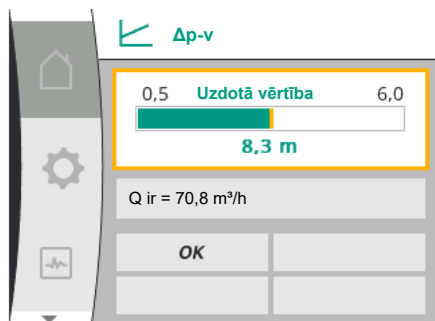 Δp-v
0,5 Uzdotā vērtība 6,0
8,3 m
Q ir = 70,8 m³/h
OK